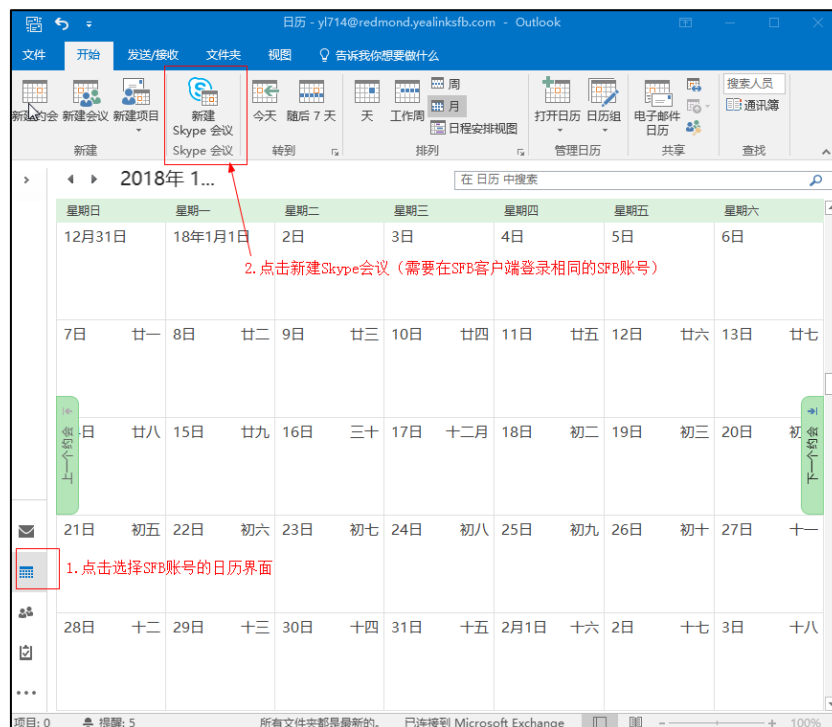 日历 - yl714@redmond.yealinksfb.com - Outlook
文件 开始 发送/接收 文件夹 视图 告诉我你想要做什么
新建约会 新建会议 新建项目
新建
Skype 会议
今天 随后 7 天
天 工作周
周
月
日程安排视图
打开日历 日历组
电子邮件
日历
搜索人员
通讯簿
新建 Skype 会议 转到 排列 管理日历 共享 查找
2018年 1...
在 日历 中搜索
星期日 星期一 星期二 星期三 星期四 星期五 星期六
12月31日 18年1月1日 2日 3日 4日 5日 6日
2.点击新建Skype会议（需要在SFB客户端登录相同的SFB账号）
7日 廿一 8日 廿二 9日 廿三 10日 廿四 11日 廿五 12日 廿六 13日 廿七
日 廿八 15日 廿九 16日 三十 17日 十二月 18日 初二 19日 初三 20日 初
上一个约会
下一个约会
21日 初五 22日 初六 23日 初七 24日 初八 25日 初九 26日 初十 27日 十一
1.点击选择SFB账号的日历界面
28日 十二 29日 十三 30日 十四 31日 十五 2月1日 十六 2日 十七 3日 十八
项目: 0 提醒: 5 所有文件夹都是最新的。 已连接到 Microsoft Exchange 100%